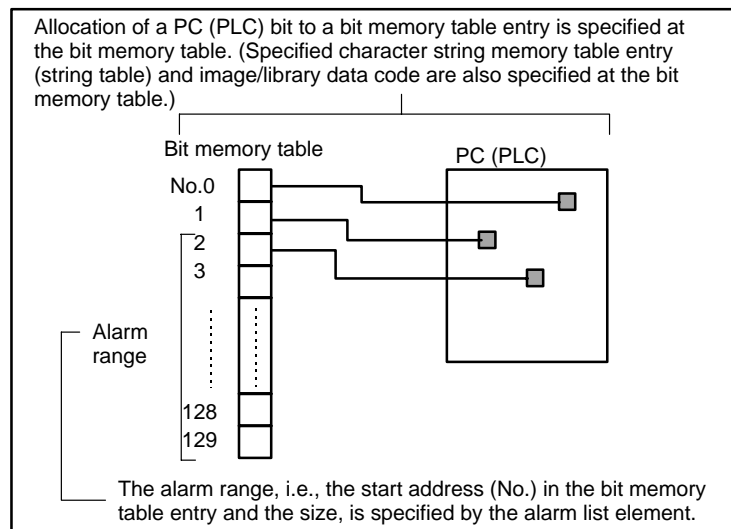 Allocation of a PC (PLC) bit to a bit memory table entry is specified at
the bit memory table. (Specified character string memory table entry
(string table) and image/library data code are also specified at the bit
memory table.)
Bit memory table
PC (PLC)
No.0
1
2
3
Alarm
range
128
129
The alarm range, i.e., the start address (No.) in the bit memory
table entry and the size, is specified by the alarm list element.